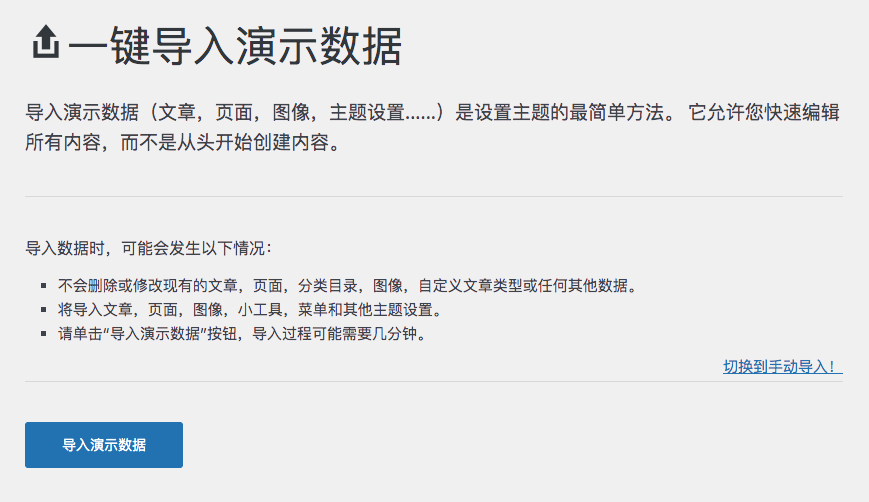 一键导入演示数据
导入演示数据（文章，页面，图像，主题设置......）是设置主题的最简单方法。 它允许您快速编辑
所有内容，而不是从头开始创建内容。
导入数据时，可能会发生以下情况：
▪ 不会删除或修改现有的文章，页面，分类目录，图像，自定义文章类型或任何其他数据。
▪ 将导入文章，页面，图像，小工具，菜单和其他主题设置。
▪ 请单击“导入演示数据”按钮，导入过程可能需要几分钟。
切换到手动导入！
导入演示数据